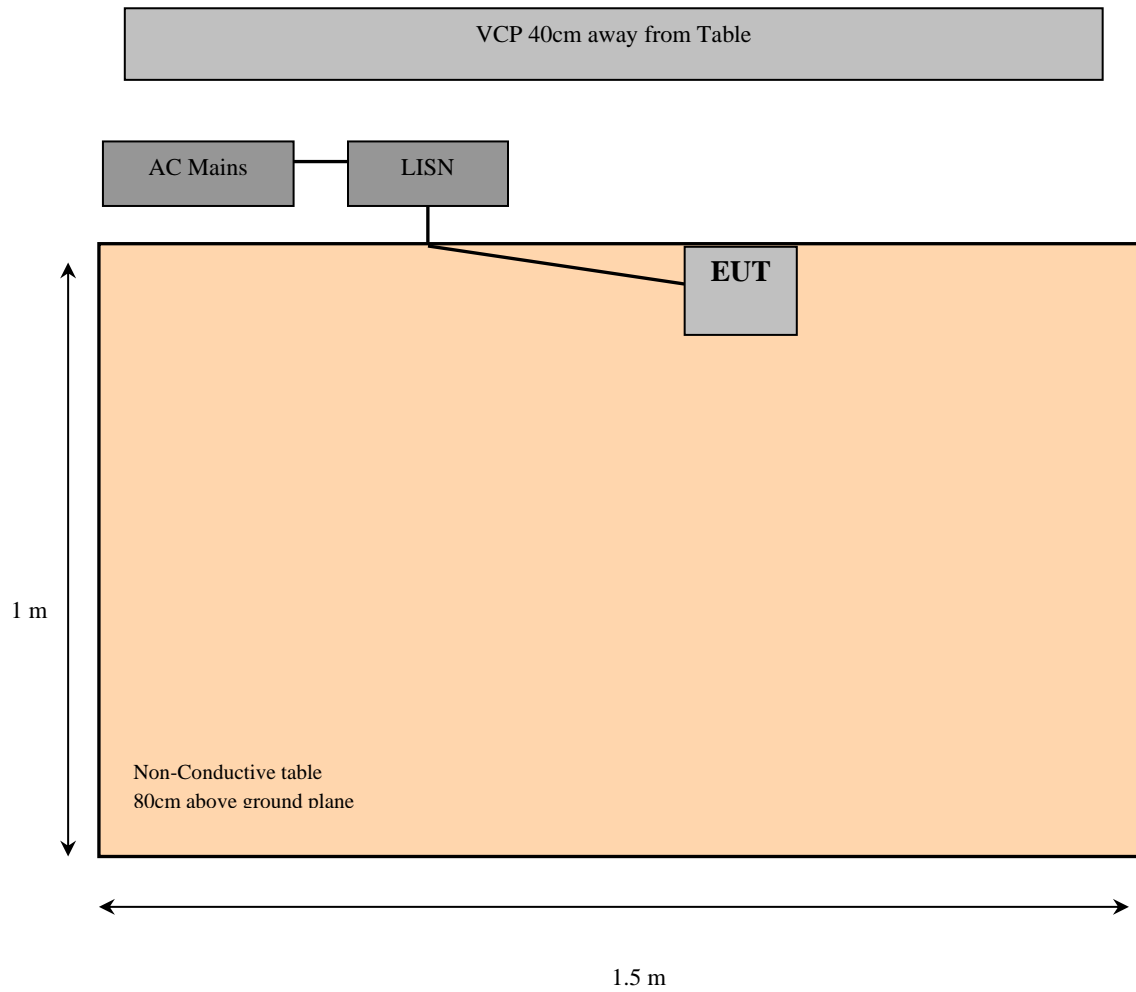 VCP 40cm away from Table
AC Mains
LISN
EUT
1 m
Non-Conductive table
80cm above ground plane
1.5 m